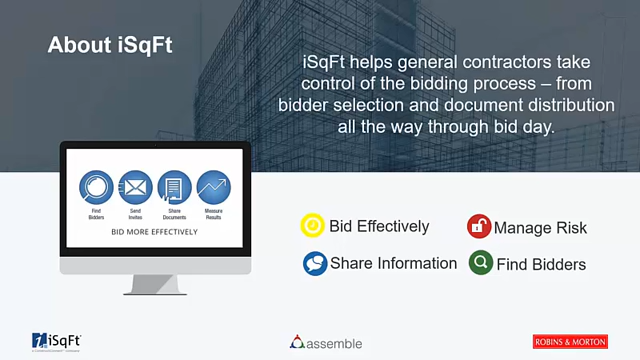 About iSqFt
iSqFt helps general contractors take
control of the bidding process – from
bidder selection and document distribution
all the way through bid day.
Find
Bidders
Send
Invites
Share
Documents
Measure
Results
BID MORE EFFECTIVELY
Bid Effectively
Manage Risk
Share Information
Find Bidders
iSqFt
assemble
ROBINS & MORTON